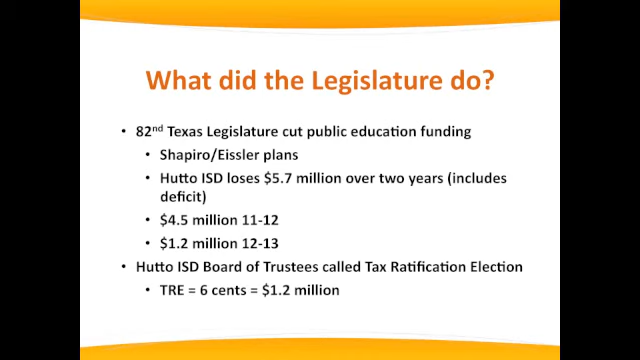 What did the Legislature do?
• 82nd Texas Legislature cut public education funding
• Shapiro/Eissler plans
• Hutto ISD loses $5.7 million over two years (includes
deficit)
• $4.5 million 11-12
• $1.2 million 12-13
• Hutto ISD Board of Trustees called Tax Ratification Election
• TRE = 6 cents = $1.2 million